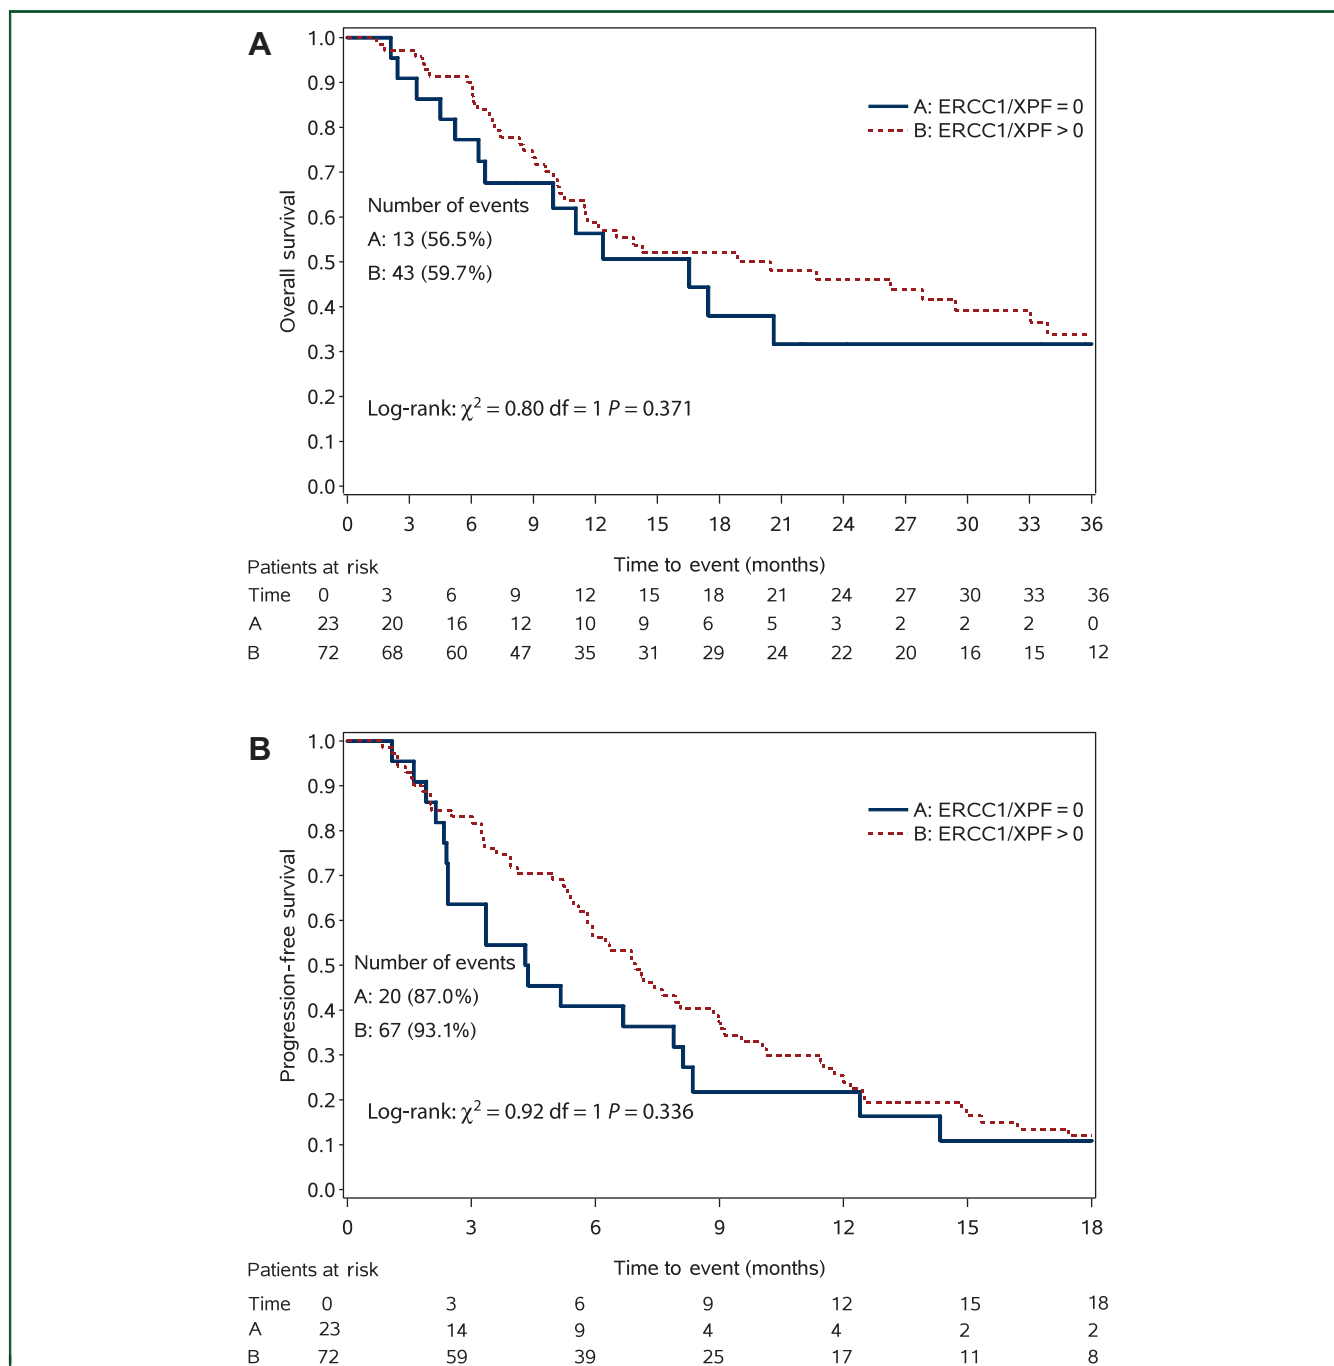 A
1.0
0.9
0.8
0.7
0.6
0.5
0.4
0.3
0.2
0.1
0.0
Overall survival
A: ERCC1/XPF = 0
B: ERCC1/XPF > 0
Number of events
A: 13 (56.5%)
B: 43 (59.7%)
Log-rank: χ² = 0.80 df = 1 P = 0.371
0 3 6 9 12 15 18 21 24 27 30 33 36
Time to event (months)
Patients at risk
Time 0 3 6 9 12 15 18 21 24 27 30 33 36
A 23 20 16 12 10 9 6 5 3 2 2 2 0
B 72 68 60 47 35 31 29 24 22 20 16 15 12
B
1.0
0.9
0.8
0.7
0.6
0.5
0.4
0.3
0.2
0.1
0.0
Progression-free survival
A: ERCC1/XPF = 0
B: ERCC1/XPF > 0
Number of events
A: 20 (87.0%)
B: 67 (93.1%)
Log-rank: χ² = 0.92 df = 1 P = 0.336
0 3 6 9 12 15 18
Time to event (months)
Patients at risk
Time 0 3 6 9 12 15 18
A 23 14 9 4 4 2 2
B 72 59 39 25 17 11 8